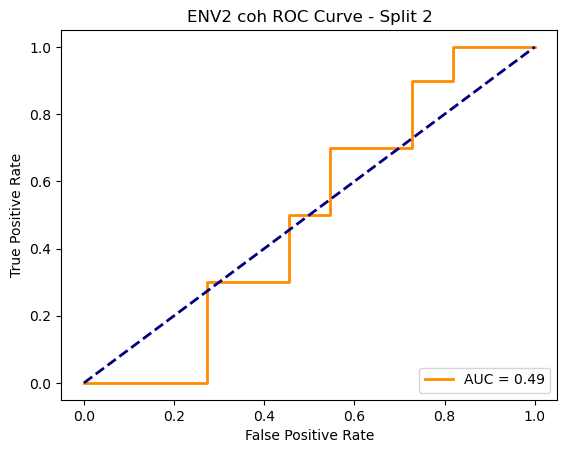 ENV2 coh ROC Curve - Split 2
True Positive Rate
1.0
0.8
0.6
0.4
0.2
0.0
AUC = 0.49
0.0 0.2 0.4 0.6 0.8 1.0
False Positive Rate